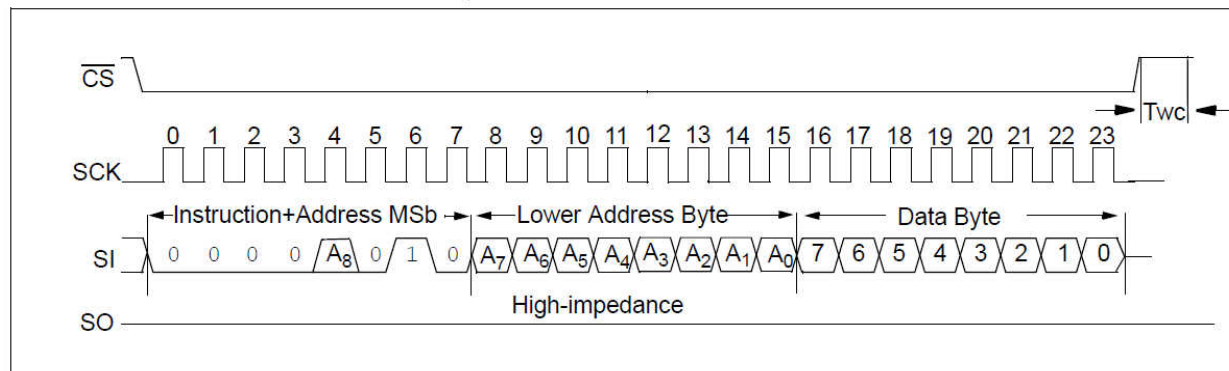 CS
Twc
0 1 2 3 4 5 6 7 8 9 10 11 12 13 14 15 16 17 18 19 20 21 22 23
SCK
Instruction+Address MSb Lower Address Byte Data Byte
SI 0 0 0 0 A8 0 1 0 A7 A6 A5 A4 A3 A2 A1 A0 7 6 5 4 3 2 1 0
High-impedance
SO